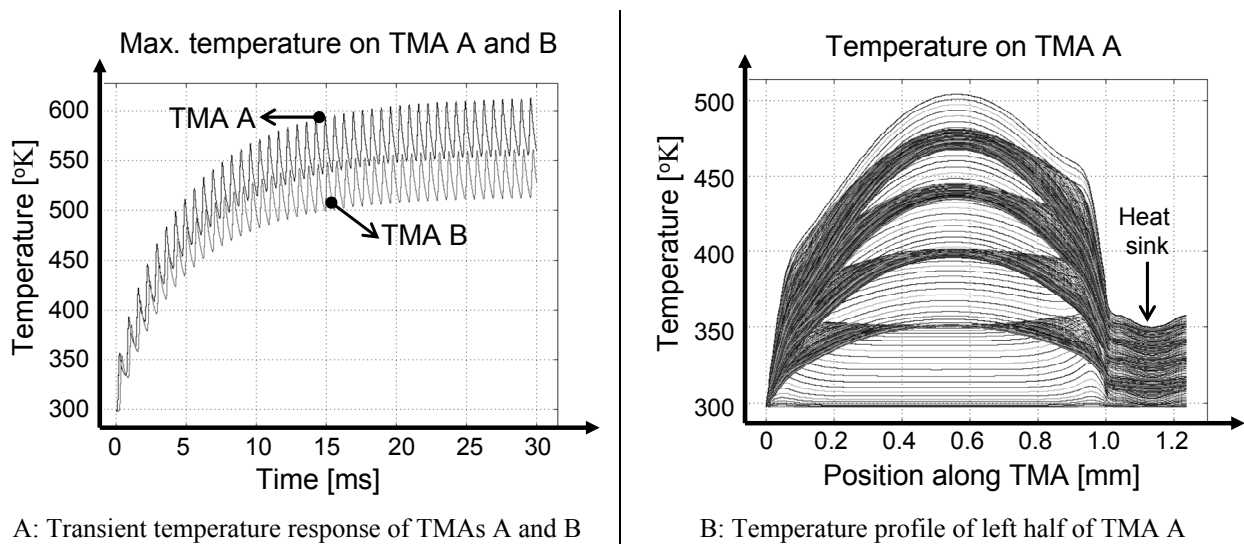 Max. temperature on TMA A and B
Temperature [°K]
600
550
500
450
400
350
300
TMA A
TMA B
0 5 10 15 20 25 30
Time [ms]
A: Transient temperature response of TMAs A and B
Temperature on TMA A
Temperature [°K]
500
450
400
350
300
Heat
sink
0 0.2 0.4 0.6 0.8 1.0 1.2
Position along TMA [mm]
B: Temperature profile of left half of TMA A